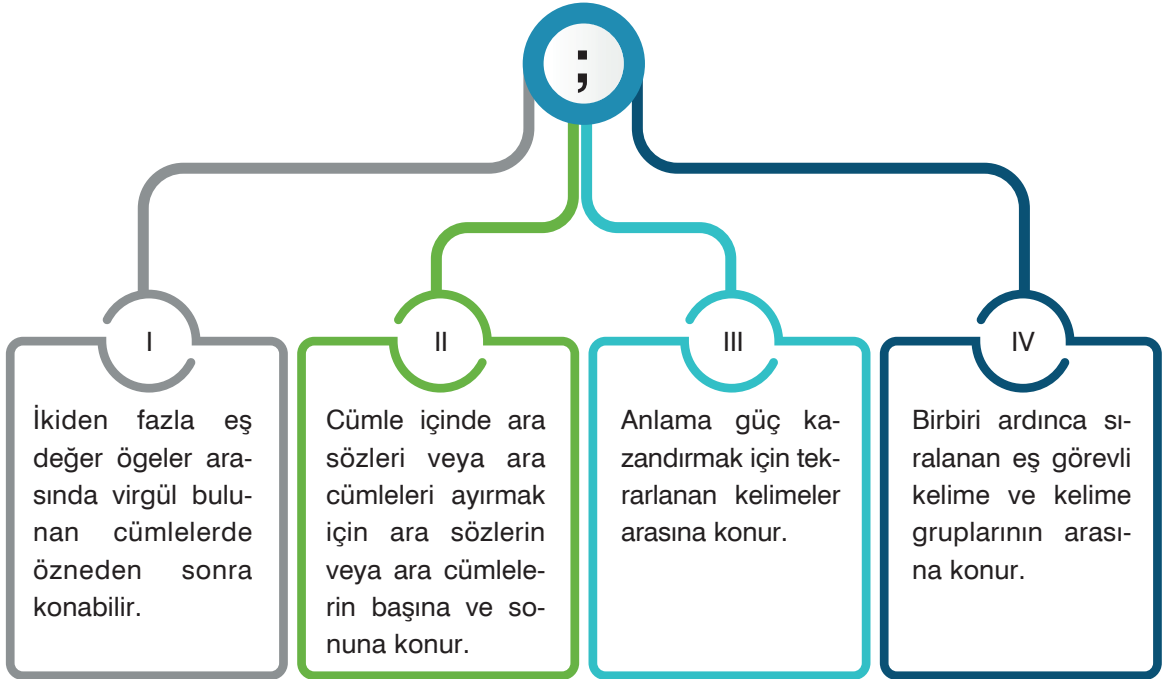 ;
I
İkiden fazla eş
değer ögeler ara-
sında virgül bulu-
nan cümlelerde
özneden sonra
konabilir.
II
Cümle içinde ara
sözleri veya ara
cümleleri ayırmak
için ara sözlerin
veya ara cümlele-
rin başına ve so-
nuna konur.
III
Anlama güç ka-
zandırmak için tek-
rarlanan kelimeler
arasına konur.
IV
Birbiri ardınca sı-
ralanan eş görevli
kelime ve kelime
gruplarının arası-
na konur.